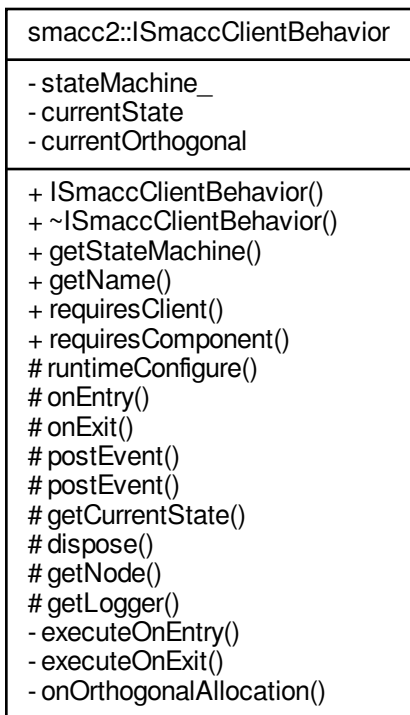 smacc2::ISmaccClientBehavior
- stateMachine_
- currentState
- currentOrthogonal
+ ISmaccClientBehavior()
+ ~ISmaccClientBehavior()
+ getStateMachine()
+ getName()
+ requiresClient()
+ requiresComponent()
# runtimeConfigure()
# onEntry()
# onExit()
# postEvent()
# postEvent()
# getCurrentState()
# dispose()
# getNode()
# getLogger()
- executeOnEntry()
- executeOnExit()
- onOrthogonalAllocation()